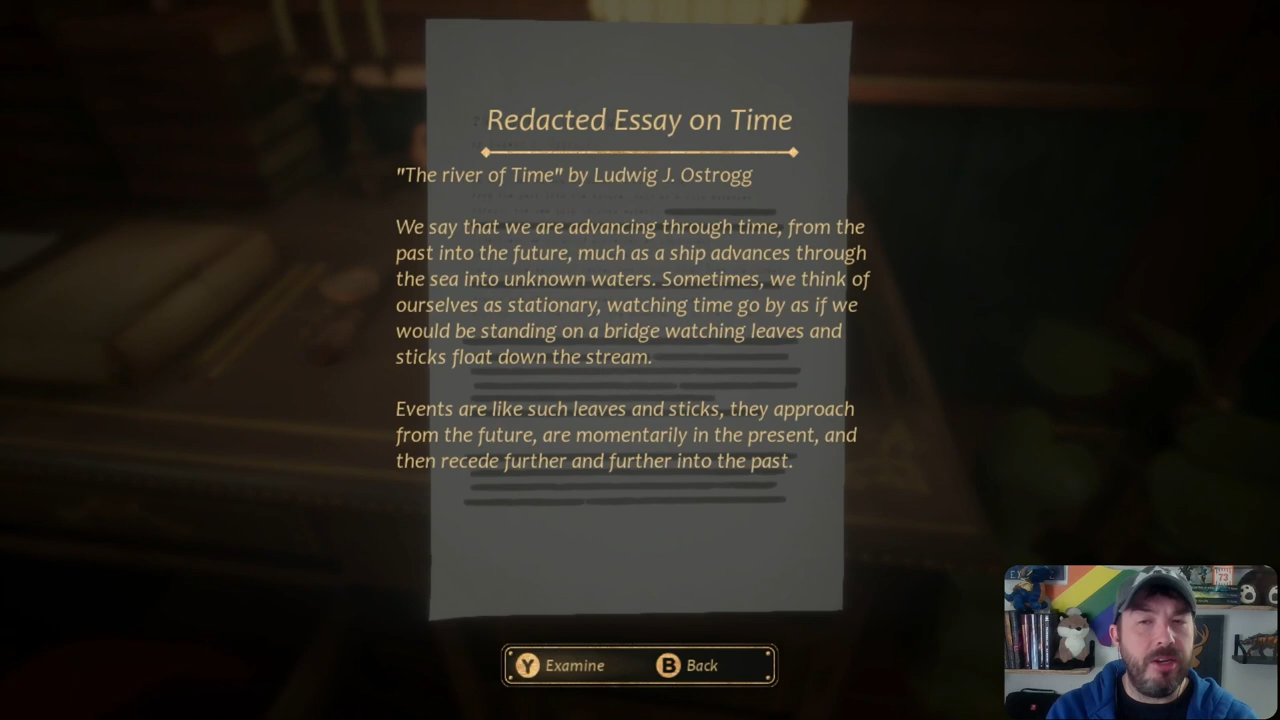 Redacted Essay on Time
"The river of Time" by Ludwig J. Ostrogg
We say that we are advancing through time, from the
past into the future, much as a ship advances through
the sea into unknown waters. Sometimes, we think of
ourselves as stationary, watching time go by as if we
would be standing on a bridge watching leaves and
sticks float down the stream.
Events are like such leaves and sticks, they approach
from the future, are momentarily in the present, and
then recede further and further into the past.
Y Examine B Back